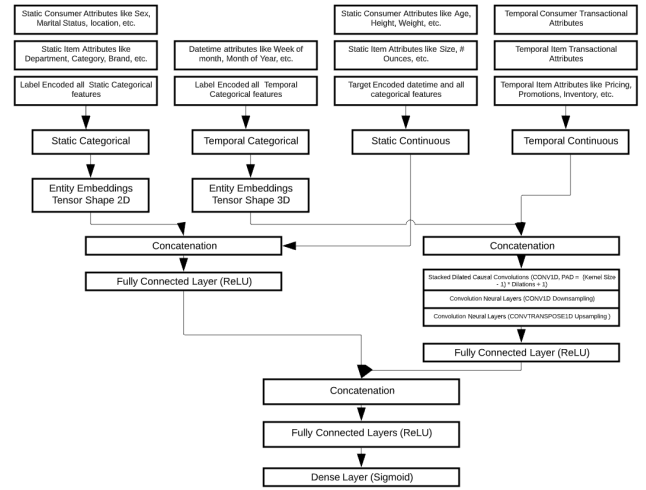 Static Consumer Attributes like Sex,
Marital Status, location, etc.
Static Item Attributes like
Department, Category, Brand, etc.
Label Encoded all  Static Categorical
features
Static Categorical
Entity Embeddings
Tensor Shape 2D
Datetime attributes like Week of
month, Month of Year, etc.
Label Encoded all  Temporal
Categorical features
Temporal Categorical
Entity Embeddings
Tensor Shape 3D
Static Consumer Attributes like Age,
Height, Weight, etc.
Static Item Attributes like Size, #
Ounces, etc.
Target Encoded datetime and all
categorical features
Static Continuous
Temporal Consumer Transactional
Attributes
Temporal Item Transactional
Attributes
Temporal Item Attributes like Pricing,
Promotions, Inventory, etc.
Temporal Continuous
Concatenation
Fully Connected Layer (ReLU)
Concatenation
Stacked Dilated Causal Convolutions (CONV1D, PAD =  (Kernel Size
- 1) * Dilations + 1)
Convolution Neural Layers (CONV1D Downsampling)
Convolution Neural Layers (CONVTRANSPOSE1D Upsampling )
Fully Connected Layer (ReLU)
Concatenation
Fully Connected Layers (ReLU)
Dense Layer (Sigmoid)